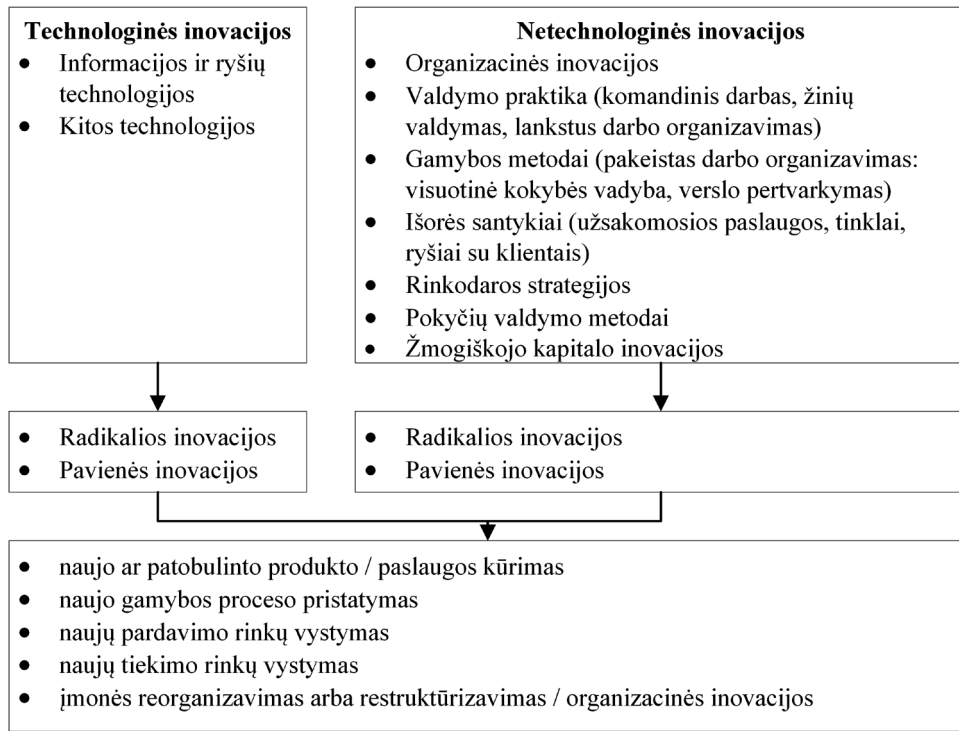 Technologinės inovacijos
• Informacijos ir ryšių
technologijos
• Kitos technologijos
Netechnologinės inovacijos
• Organizacinės inovacijos
• Valdymo praktika (komandinis darbas, žinių
valdymas, lankstus darbo organizavimas)
• Gamybos metodai (pakeistas darbo organizavimas:
visuotinė kokybės vadyba, verslo pertvarkymas)
• Išorės santykiai (užsakomosios paslaugos, tinklai,
ryšiai su klientais)
• Rinkodaros strategijos
• Pokyčių valdymo metodai
• Žmogiškojo kapitalo inovacijos
• Radikalios inovacijos
• Pavienės inovacijos
• Radikalios inovacijos
• Pavienės inovacijos
• naujo ar patobulinto produkto / paslaugos kūrimas
• naujo gamybos proceso pristatymas
• naujų pardavimo rinkų vystymas
• naujų tiekimo rinkų vystymas
• įmonės reorganizavimas arba restruktūrizavimas / organizacinės inovacijos